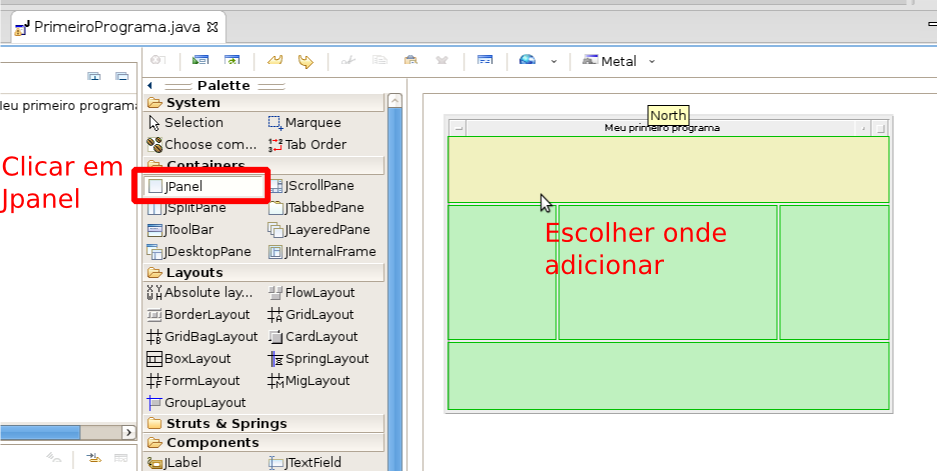 PrimeiroPrograma.java
Metal
Palette
System
Selection
Marquee
Choose com...
Tab Order
Containers
JPanel
JScrollPane
JSplitPane
JTabbedPane
JToolBar
JLayeredPane
JDesktopPane
JInternalFrame
Layouts
Absolute lay...
FlowLayout
BorderLayout
GridLayout
GridBagLayout
CardLayout
BoxLayout
SpringLayout
FormLayout
MigLayout
GroupLayout
Struts & Springs
Components
JLabel
JTextField
leu primeiro programa
Clicar em
Jpanel
North
Meu primeiro programa
Escolher onde
adicionar